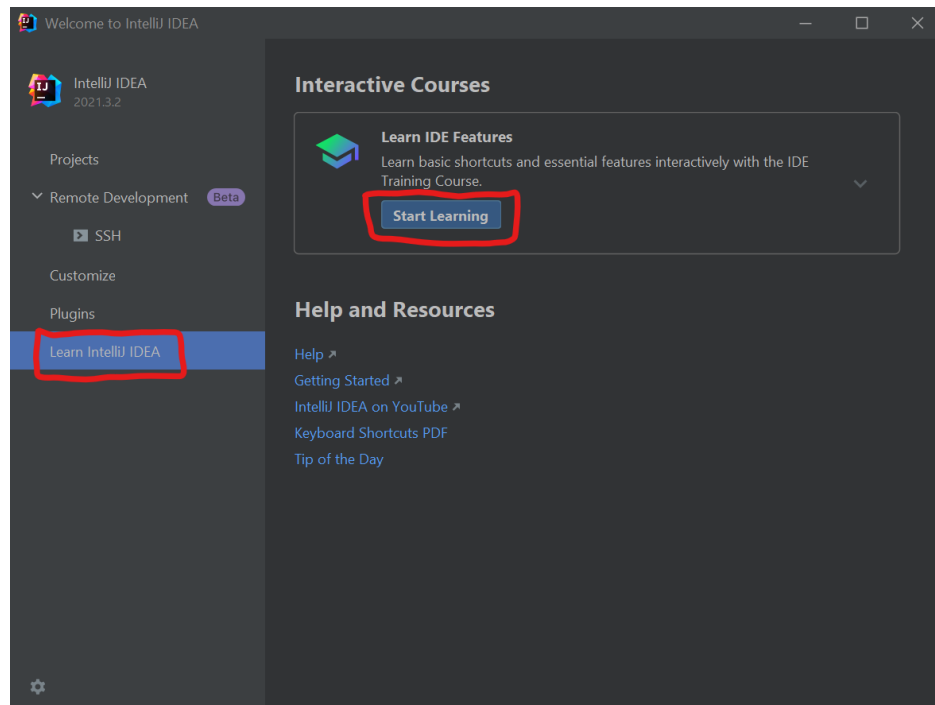 Welcome to IntelliJ IDEA
IntelliJ IDEA
2021.3.2
Projects
Remote Development Beta
SSH
Customize
Plugins
Learn IntelliJ IDEA
Interactive Courses
Learn IDE Features
Learn basic shortcuts and essential features interactively with the IDE
Training Course.
Start Learning
Help and Resources
Help
Getting Started
IntelliJ IDEA on YouTube
Keyboard Shortcuts PDF
Tip of the Day